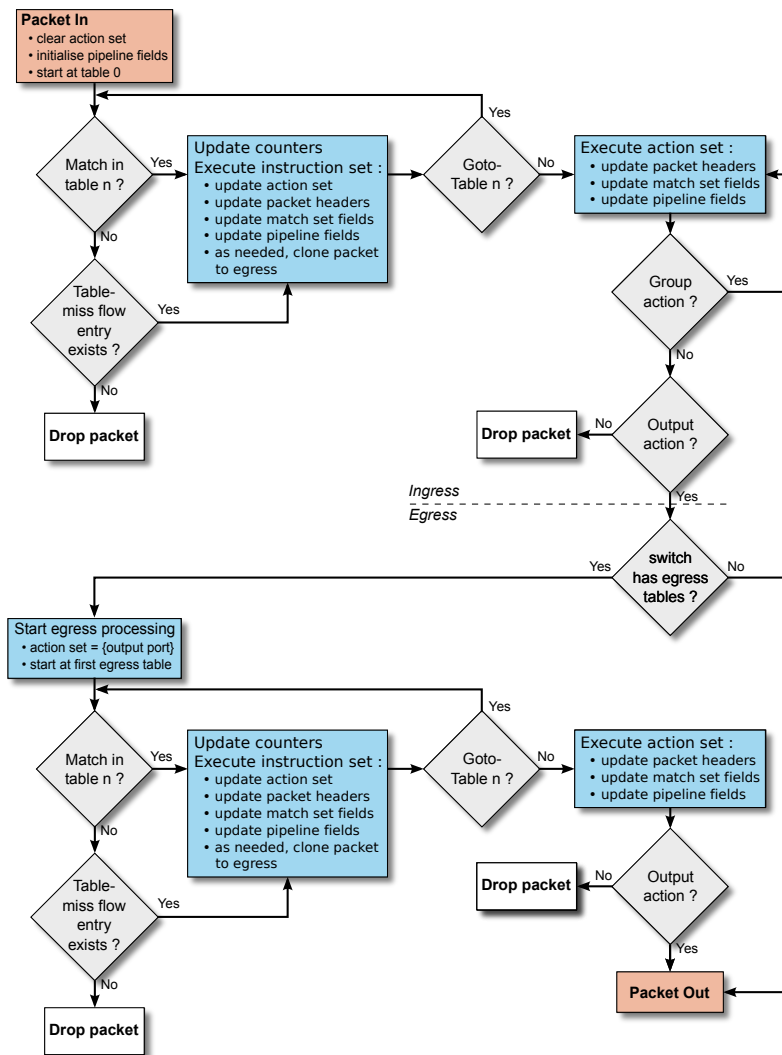 Packet In
• clear action set
• initialise pipeline fields
• start at table 0
Yes
Match in
table n ?
Yes
Update counters
Execute instruction set :
• update action set
• update packet headers
• update match set fields
• update pipeline fields
• as needed, clone packet
to egress
Goto-
Table n ?
No
Execute action set :
• update packet headers
• update match set fields
• update pipeline fields
No
Table-
miss flow
entry
exists ?
Yes
Group
action ?
Yes
No
No
Drop packet
Drop packet
No
Output
action ?
Ingress
Yes
Egress
Yes
switch
has egress
tables ?
No
Start egress processing
• action set = {output port}
• start at first egress table
Yes
Match in
table n ?
Yes
Update counters
Execute instruction set :
• update action set
• update packet headers
• update match set fields
• update pipeline fields
• as needed, clone packet
to egress
Goto-
Table n ?
No
Execute action set :
• update packet headers
• update match set fields
• update pipeline fields
No
Table-
miss flow
entry
exists ?
Yes
Drop packet
No
Output
action ?
Yes
No
Drop packet
Packet Out